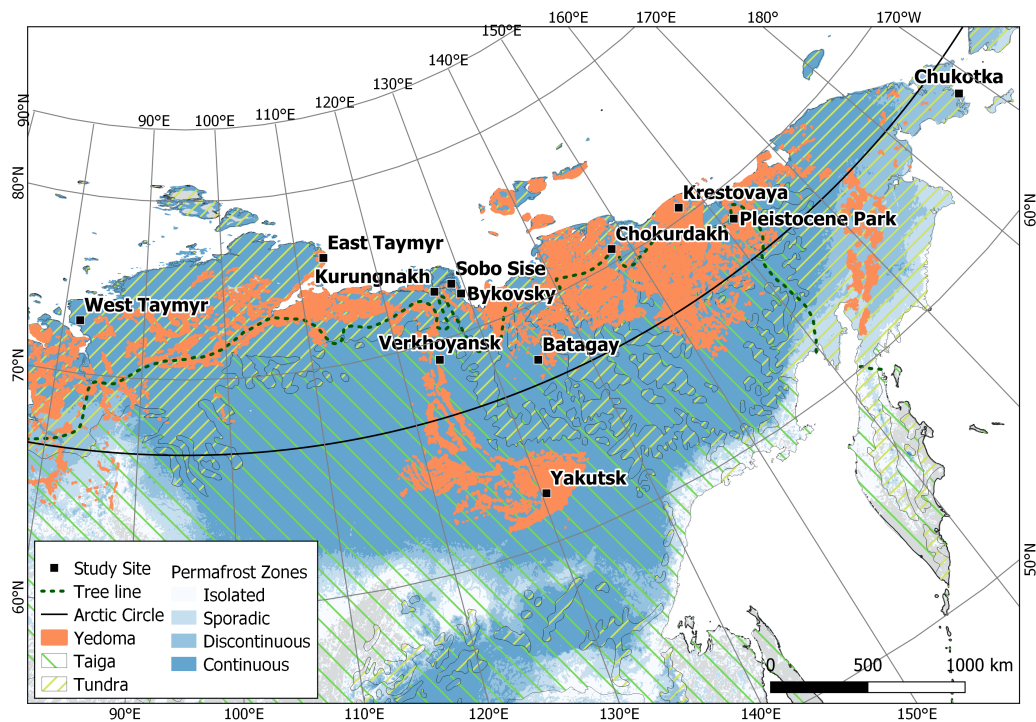 160°E 170°E 180° 170°W
150°E
140°E
130°E
120°E
110°E
100°E
90°E
90°N
80°N
70°N
60°N
60°N
50°N
Chukotka
Krestovaya
Pleistocene Park
Chokurdakh
East Taymyr
Sobo Sise
Kurungnakh
Bykovsky
West Taymyr
Verkhoyansk
Batagay
Yakutsk
Study Site
Tree line
Arctic Circle
Yedoma
Taiga
Tundra
Permafrost Zones
Isolated
Sporadic
Discontinuous
Continuous
0 500 1000 km
90°E 100°E 110°E 120°E 130°E 140°E 150°E